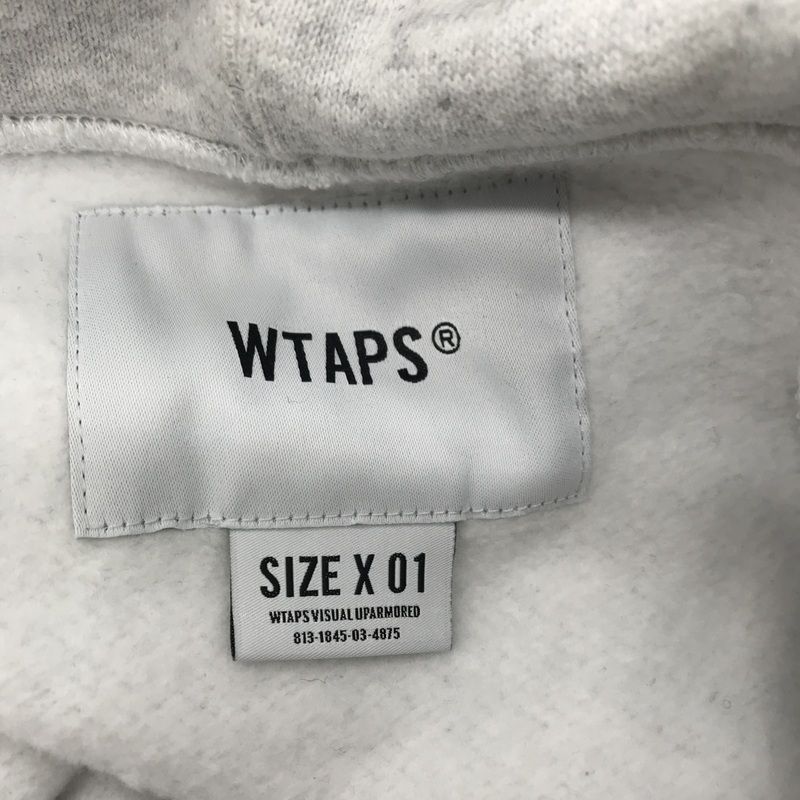 WTAPS®
SIZE X 01
WTAPS VISUAL UPARMORED
813-1845-03-4875